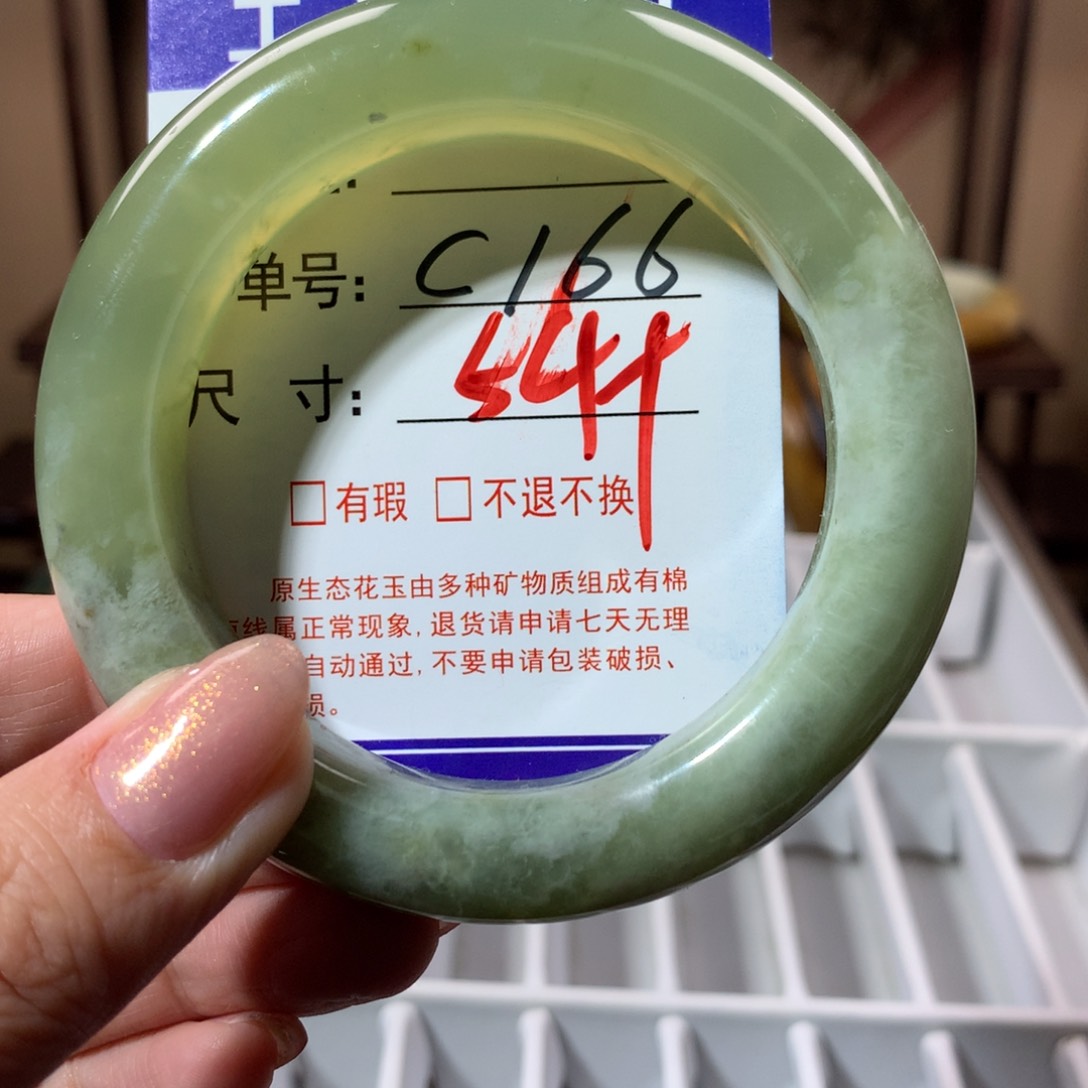 单号: C166
尺 寸: 544
□有瑕 □不退不换
原生态花玉由多种矿物质组成有棉
线属正常现象,退货请申请七天无理
自动通过,不要申请包装破损、
损。